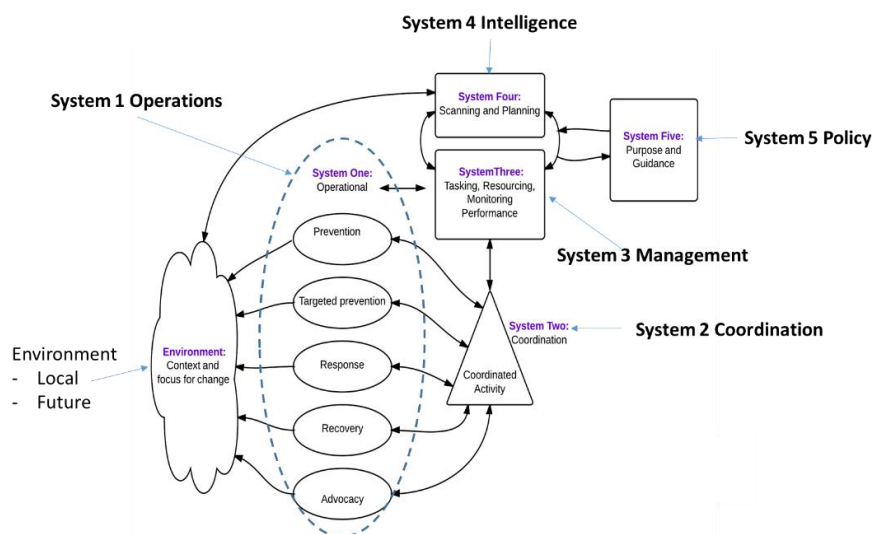 System 4 Intelligence
System 1 Operations
System Four:
Scanning and Planning
System Five:
Purpose and
Guidance
System 5 Policy
System One:
Operational
SystemThree:
Tasking, Resourcing,
Monitoring
Performance
System 3 Management
Prevention
Targeted prevention
System Two:
Coordination
System 2 Coordination
Environment
- Local
- Future
Environment:
Context and
focus for change
Response
Coordinated
Activity
Recovery
Advocacy